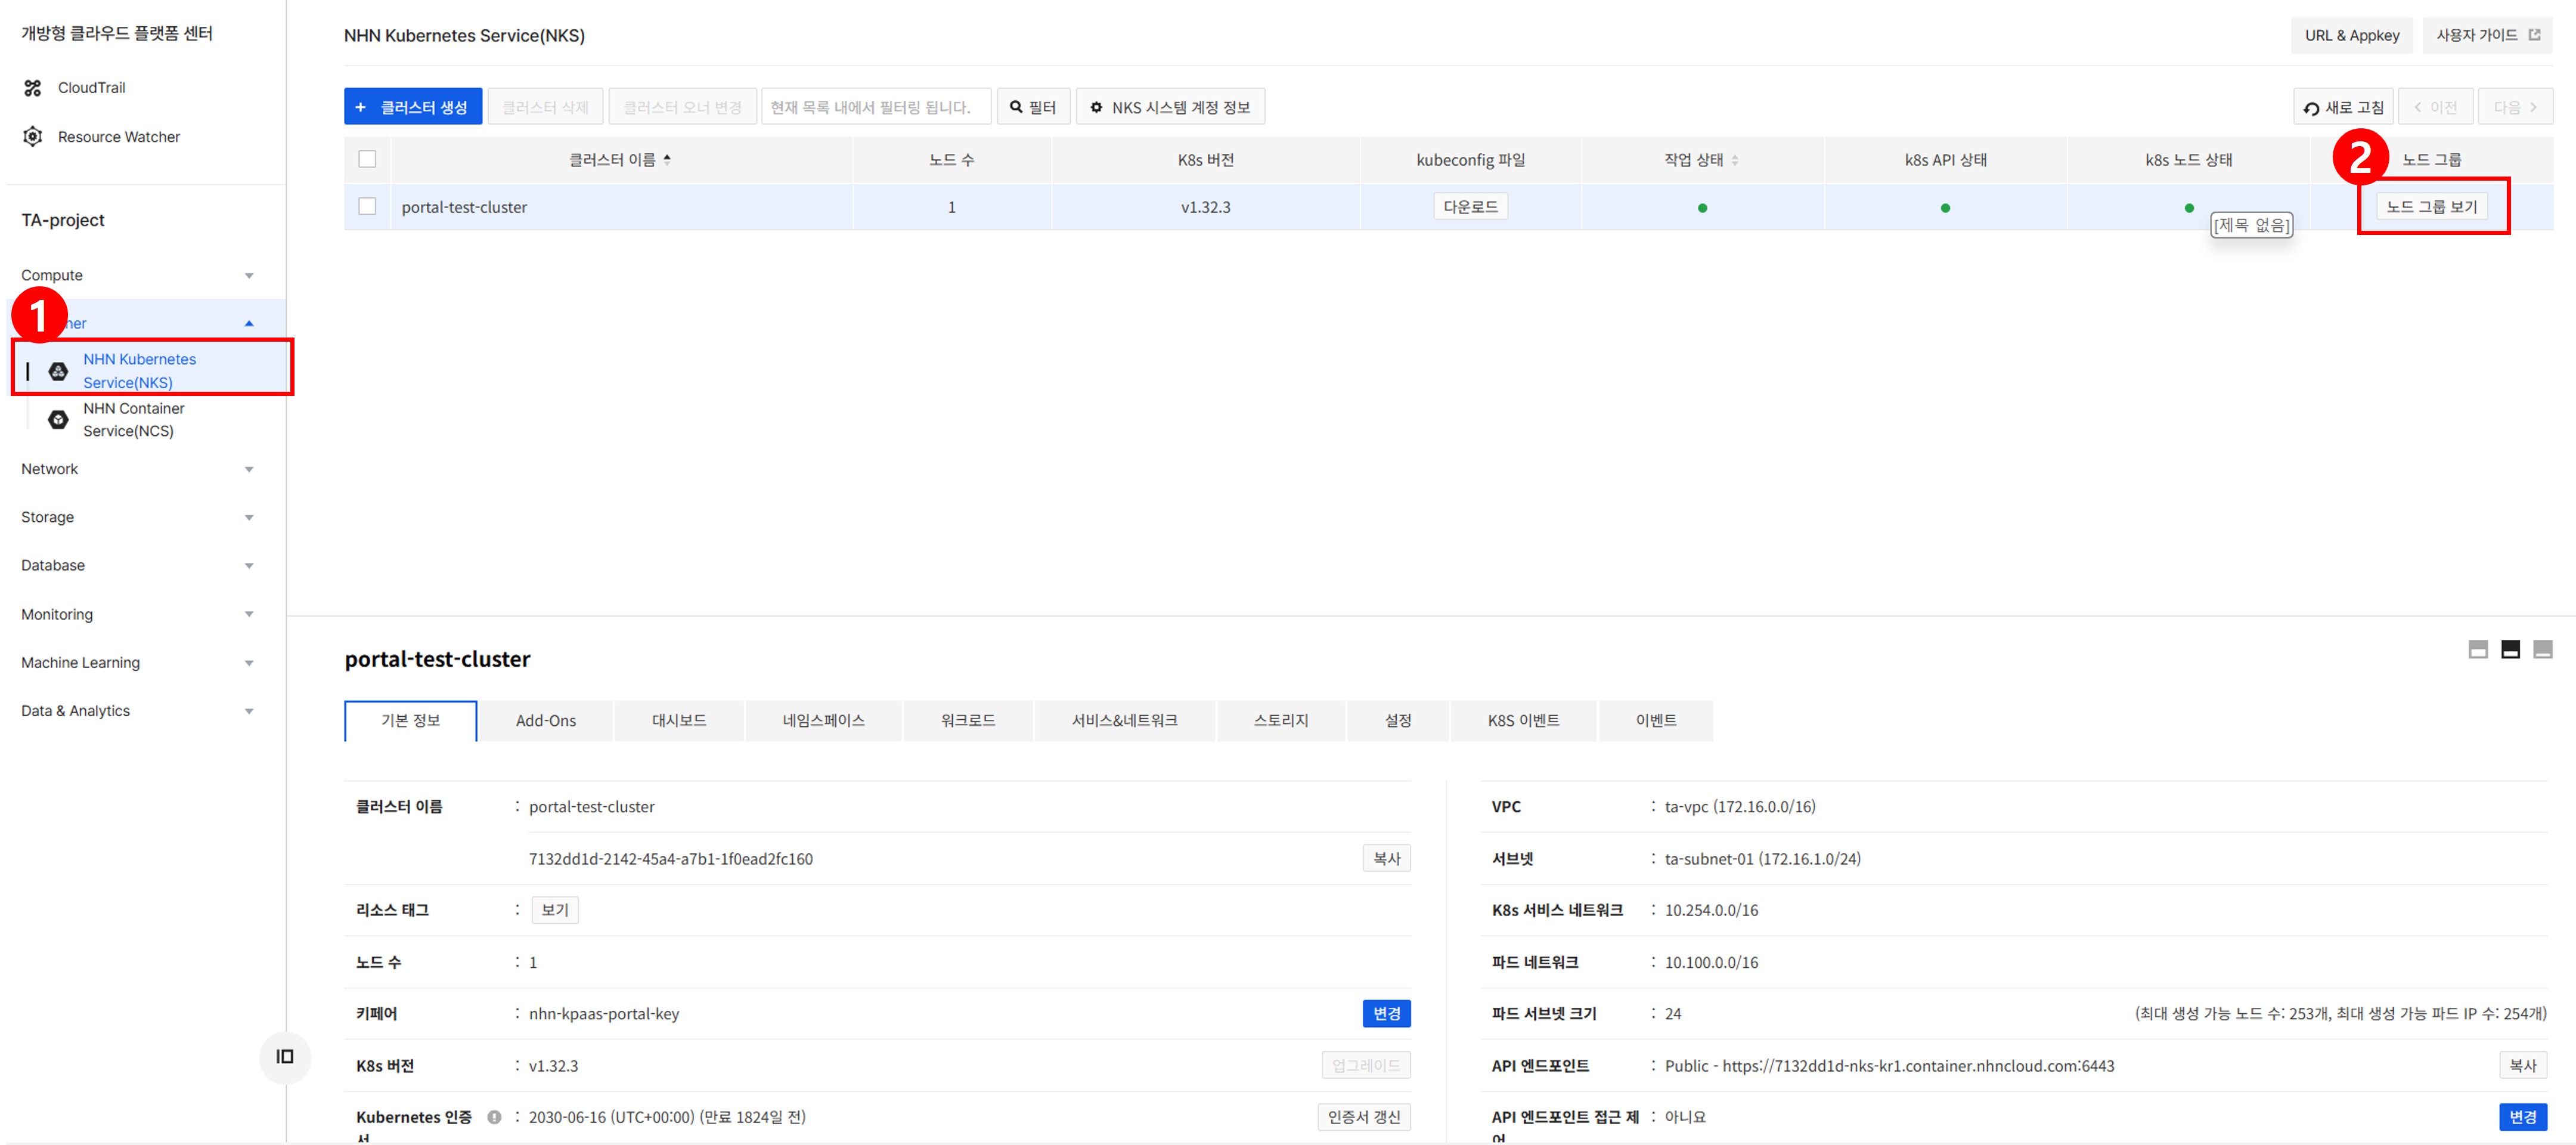 개방형 클라우드 플랫폼 센터
CloudTrail
Resource Watcher
TA-project
Compute
1
ner
NHN Kubernetes
Service(NKS)
NHN Container
Service(NCS)
Network
Storage
Database
Monitoring
Machine Learning
Data & Analytics
NHN Kubernetes Service(NKS)
URL & Appkey
사용자 가이드
+ 클러스터 생성
클러스터 삭제
클러스터 오너 변경
현재 목록 내에서 필터링 됩니다.
필터
NKS 시스템 계정 정보
새로 고침
< 이전
다음 >
클러스터 이름 노드 수 K8s 버전 kubeconfig 파일 작업 상태 k8s API 상태 k8s 노드 상태 2 노드 그룹
portal-test-cluster 1 v1.32.3 다운로드 노드 그룹 보기
[제목 없음]
portal-test-cluster
기본 정보 Add-Ons 대시보드 네임스페이스 워크로드 서비스&네트워크 스토리지 설정 K8S 이벤트 이벤트
클러스터 이름 : portal-test-cluster
7132dd1d-2142-45a4-a7b1-1f0ead2fc160 복사
리소스 태그 : 보기
노드 수 : 1
키페어 : nhn-kpaas-portal-key 변경
K8s 버전 : v1.32.3 업그레이드
Kubernetes 인증 : 2030-06-16 (UTC+00:00) (만료 1824일 전) 인증서 갱신
서
VPC : ta-vpc (172.16.0.0/16)
서브넷 : ta-subnet-01 (172.16.1.0/24)
K8s 서비스 네트워크 : 10.254.0.0/16
파드 네트워크 : 10.100.0.0/16
파드 서브넷 크기 : 24 (최대 생성 가능 노드 수: 253개, 최대 생성 가능 파드 IP 수: 254개)
API 엔드포인트 : Public - https://7132dd1d-nks-kr1.container.nhncloud.com:6443 복사
API 엔드포인트 접근 제 : 아니요 변경
어